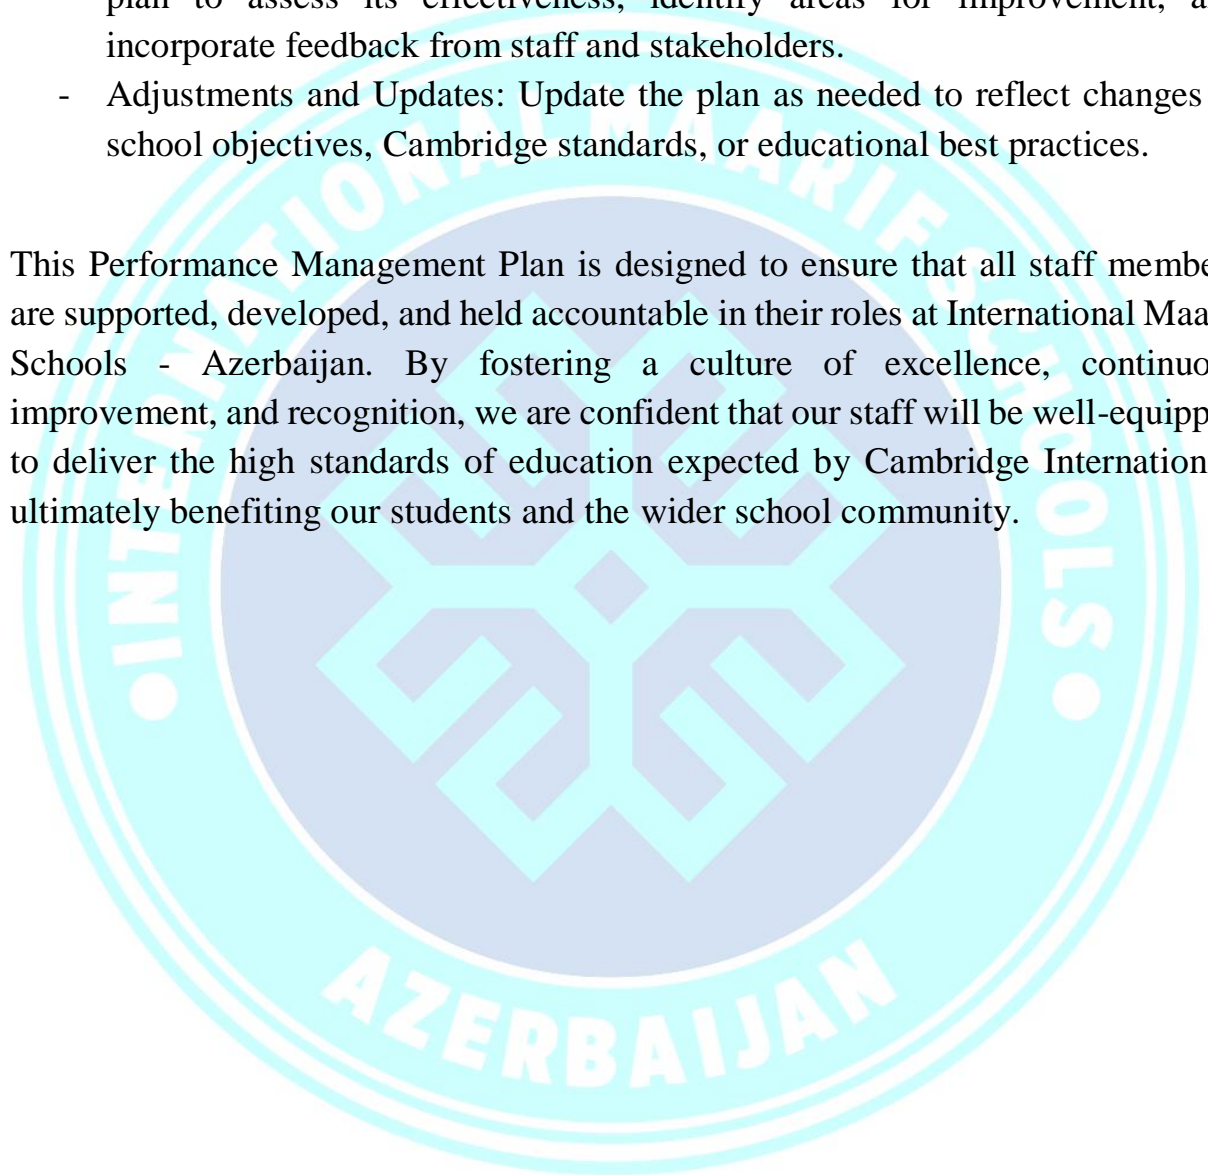 plan to assess its effectiveness, identify areas for improvement, a
incorporate feedback from staff and stakeholders.
- Adjustments and Updates: Update the plan as needed to reflect changes
school objectives, Cambridge standards, or educational best practices.
This Performance Management Plan is designed to ensure that all staff membe
are supported, developed, and held accountable in their roles at International Maa
Schools - Azerbaijan. By fostering a culture of excellence, continuo
improvement, and recognition, we are confident that our staff will be well-equipp
to deliver the high standards of education expected by Cambridge Internation
ultimately benefiting our students and the wider school community.
INTERNATIONAL MAARIF SCHOOLS
AZERBAIJAN